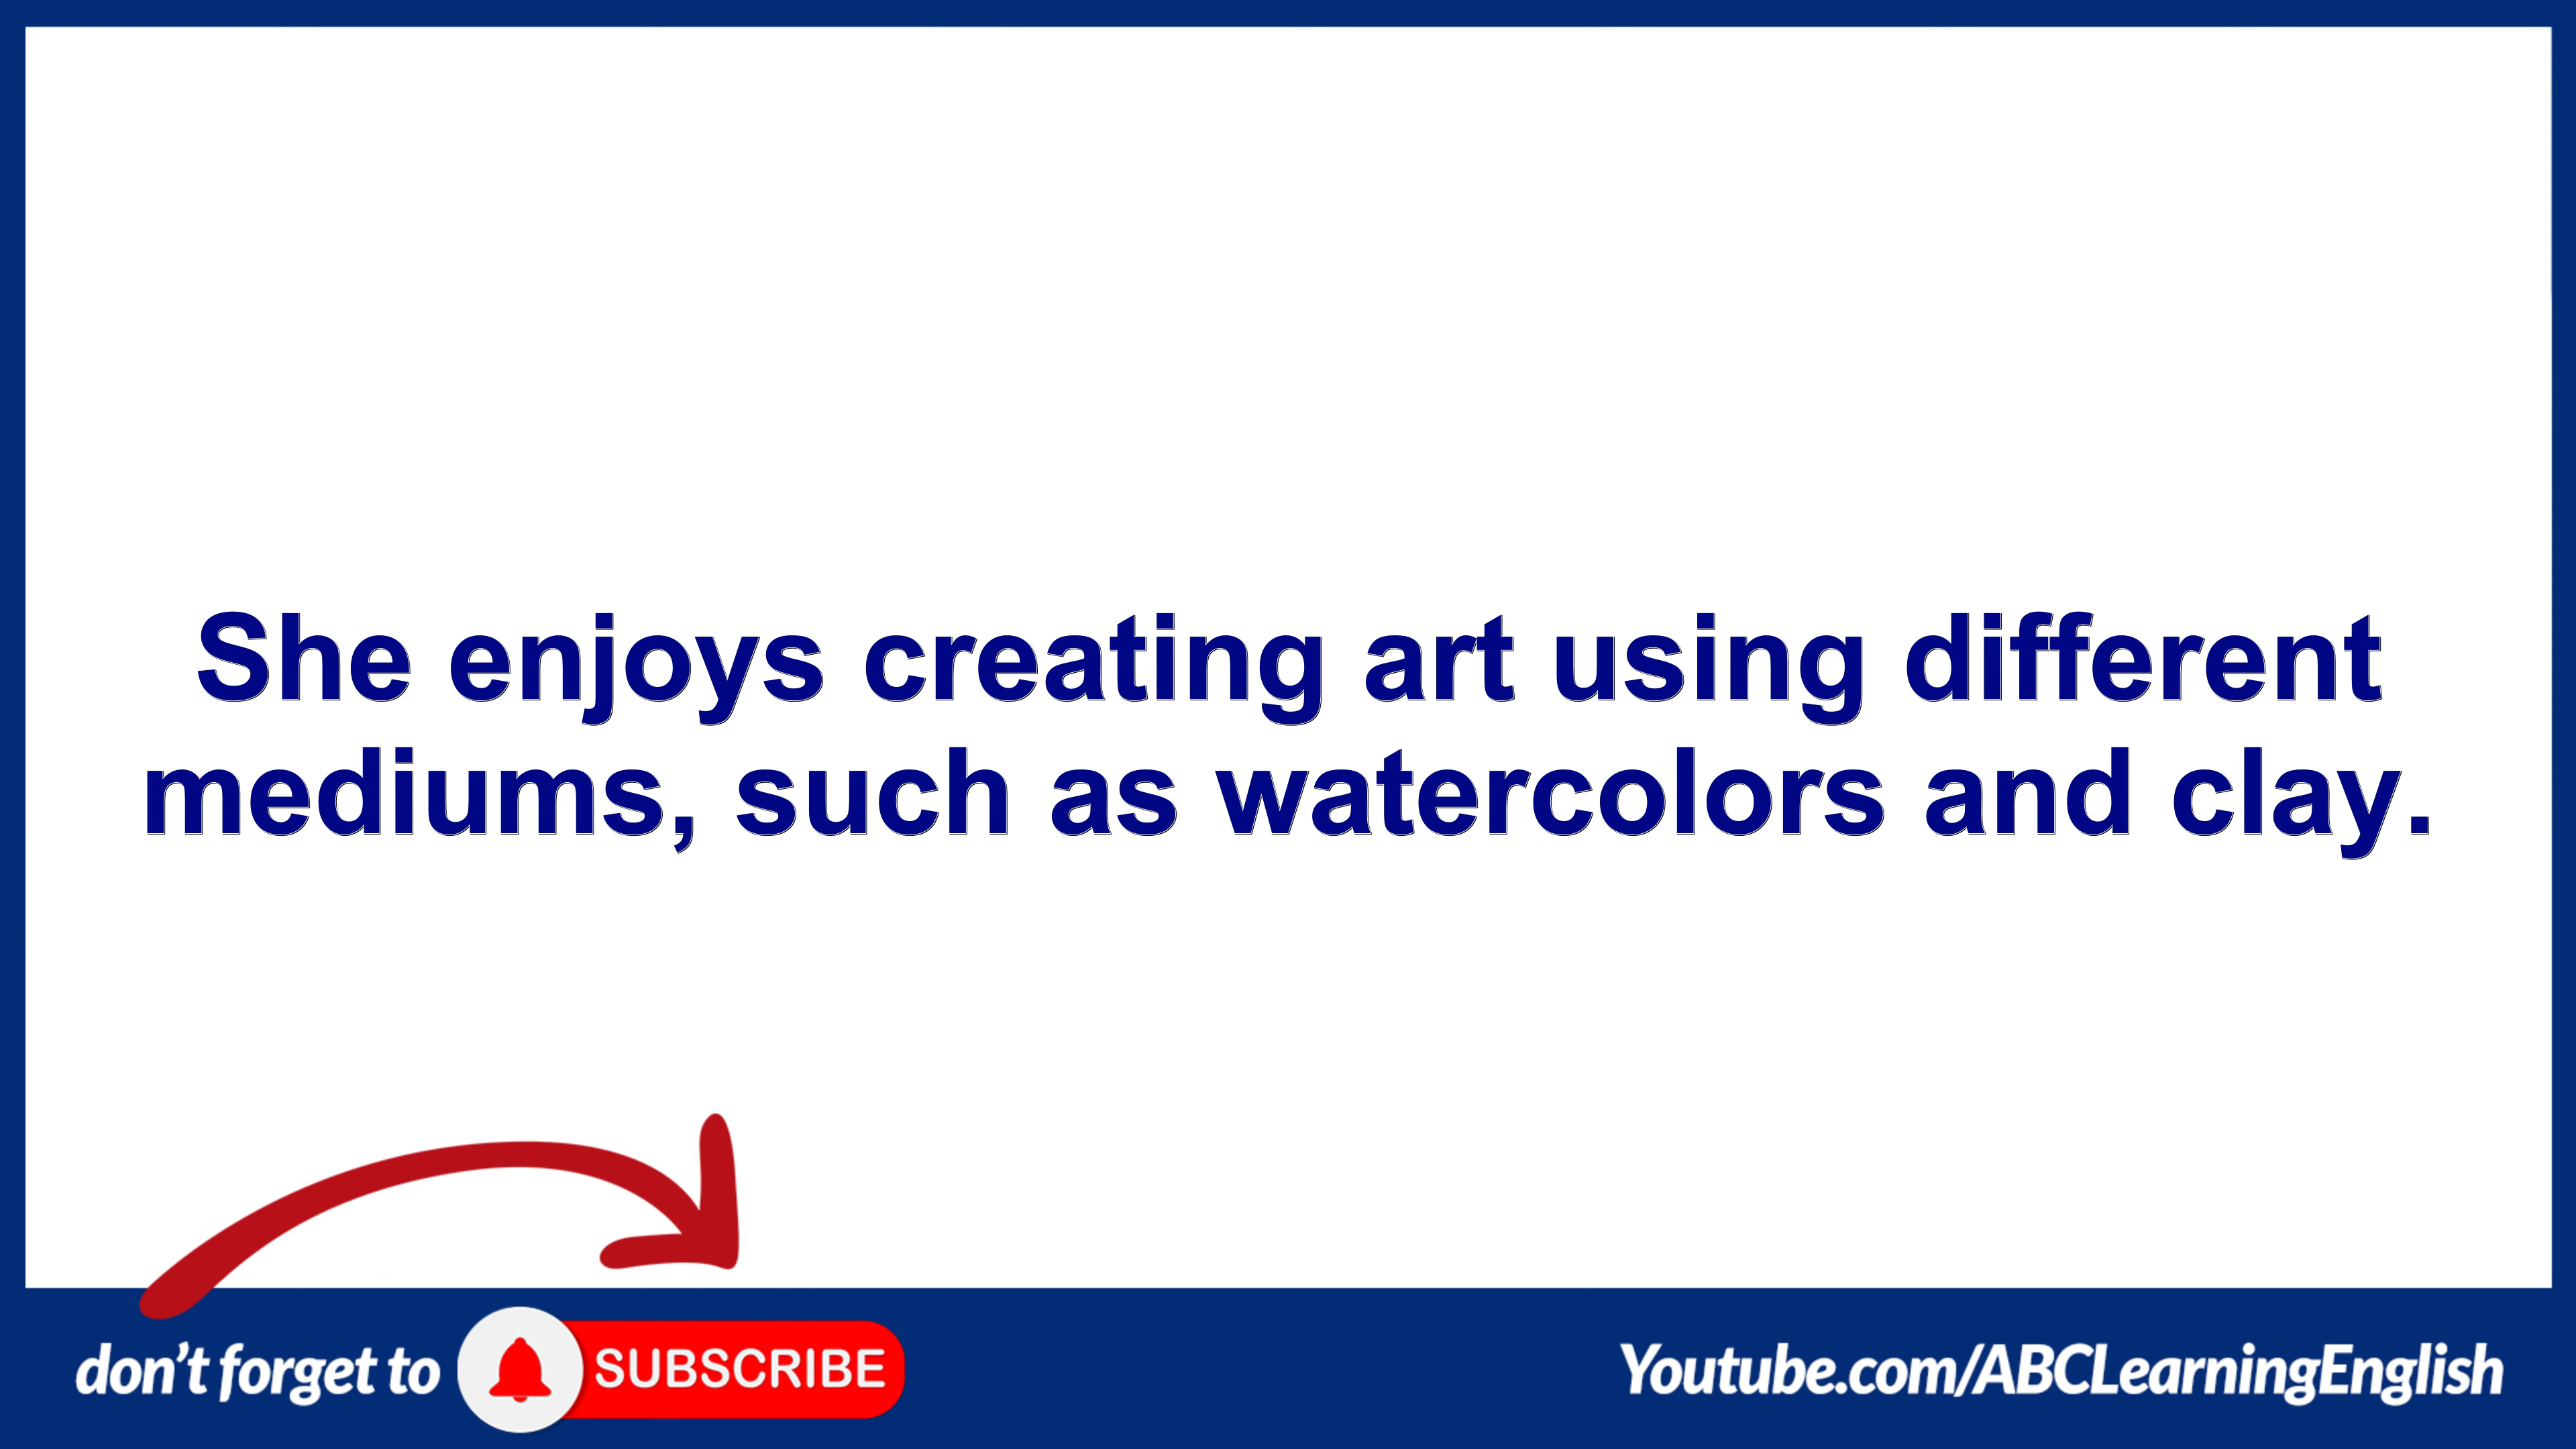 She enjoys creating art using different
mediums, such as watercolors and clay.
don't forget to SUBSCRIBE Youtube.com/ABCLearningEnglish